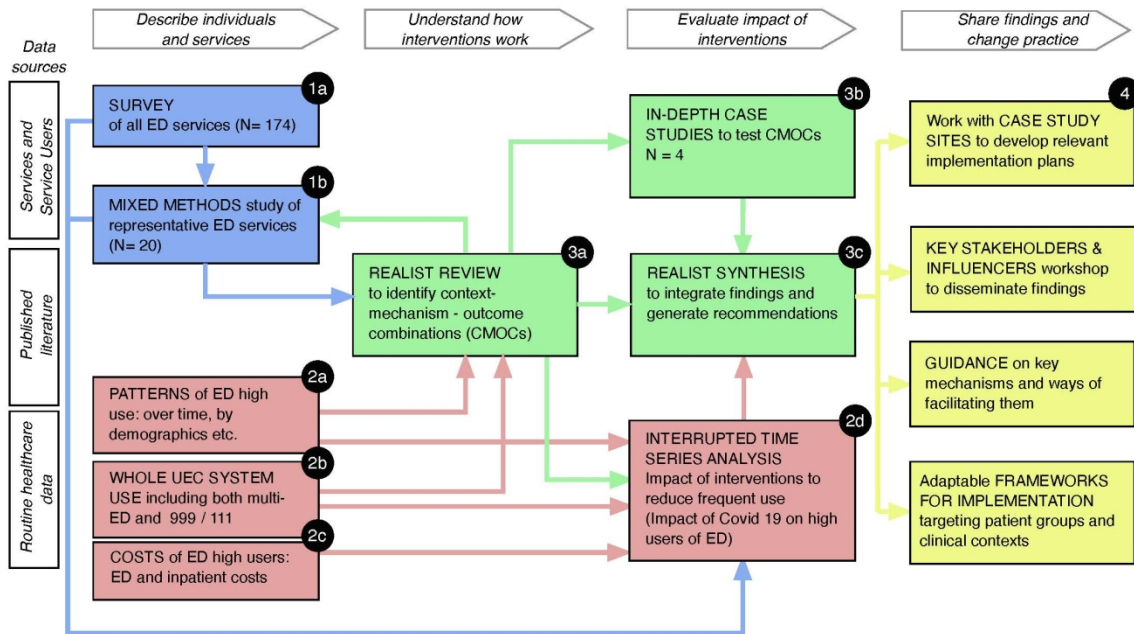 Describe individuals
and services
Understand how
interventions work
Evaluate impact of
interventions
Share findings and
change practice
Data
sources
Services and
Service Users
Published
literature
Routine healthcare
data
1a
SURVEY
of all ED services (N= 174)
1b
MIXED METHODS study of
representative ED services
(N= 20)
2a
PATTERNS of ED high
use: over time, by
demographics etc.
2b
WHOLE UEC SYSTEM
USE including both multi-
ED and 999 / 111
2c
COSTS of ED high users:
ED and inpatient costs
3a
REALIST REVIEW
to identify context-
mechanism - outcome
combinations (CMOCs)
3b
IN-DEPTH CASE
STUDIES to test CMOCs
N = 4
3c
REALIST SYNTHESIS
to integrate findings and
generate recommendations
2d
INTERRUPTED TIME
SERIES ANALYSIS
Impact of interventions to
reduce frequent use
(Impact of Covid 19 on high
users of ED)
4
Work with CASE STUDY
SITES to develop relevant
implementation plans
KEY STAKEHOLDERS &
INFLUENCERS workshop
to disseminate findings
GUIDANCE on key
mechanisms and ways of
facilitating them
Adaptable FRAMEWORKS
FOR IMPLEMENTATION
targeting patient groups and
clinical contexts